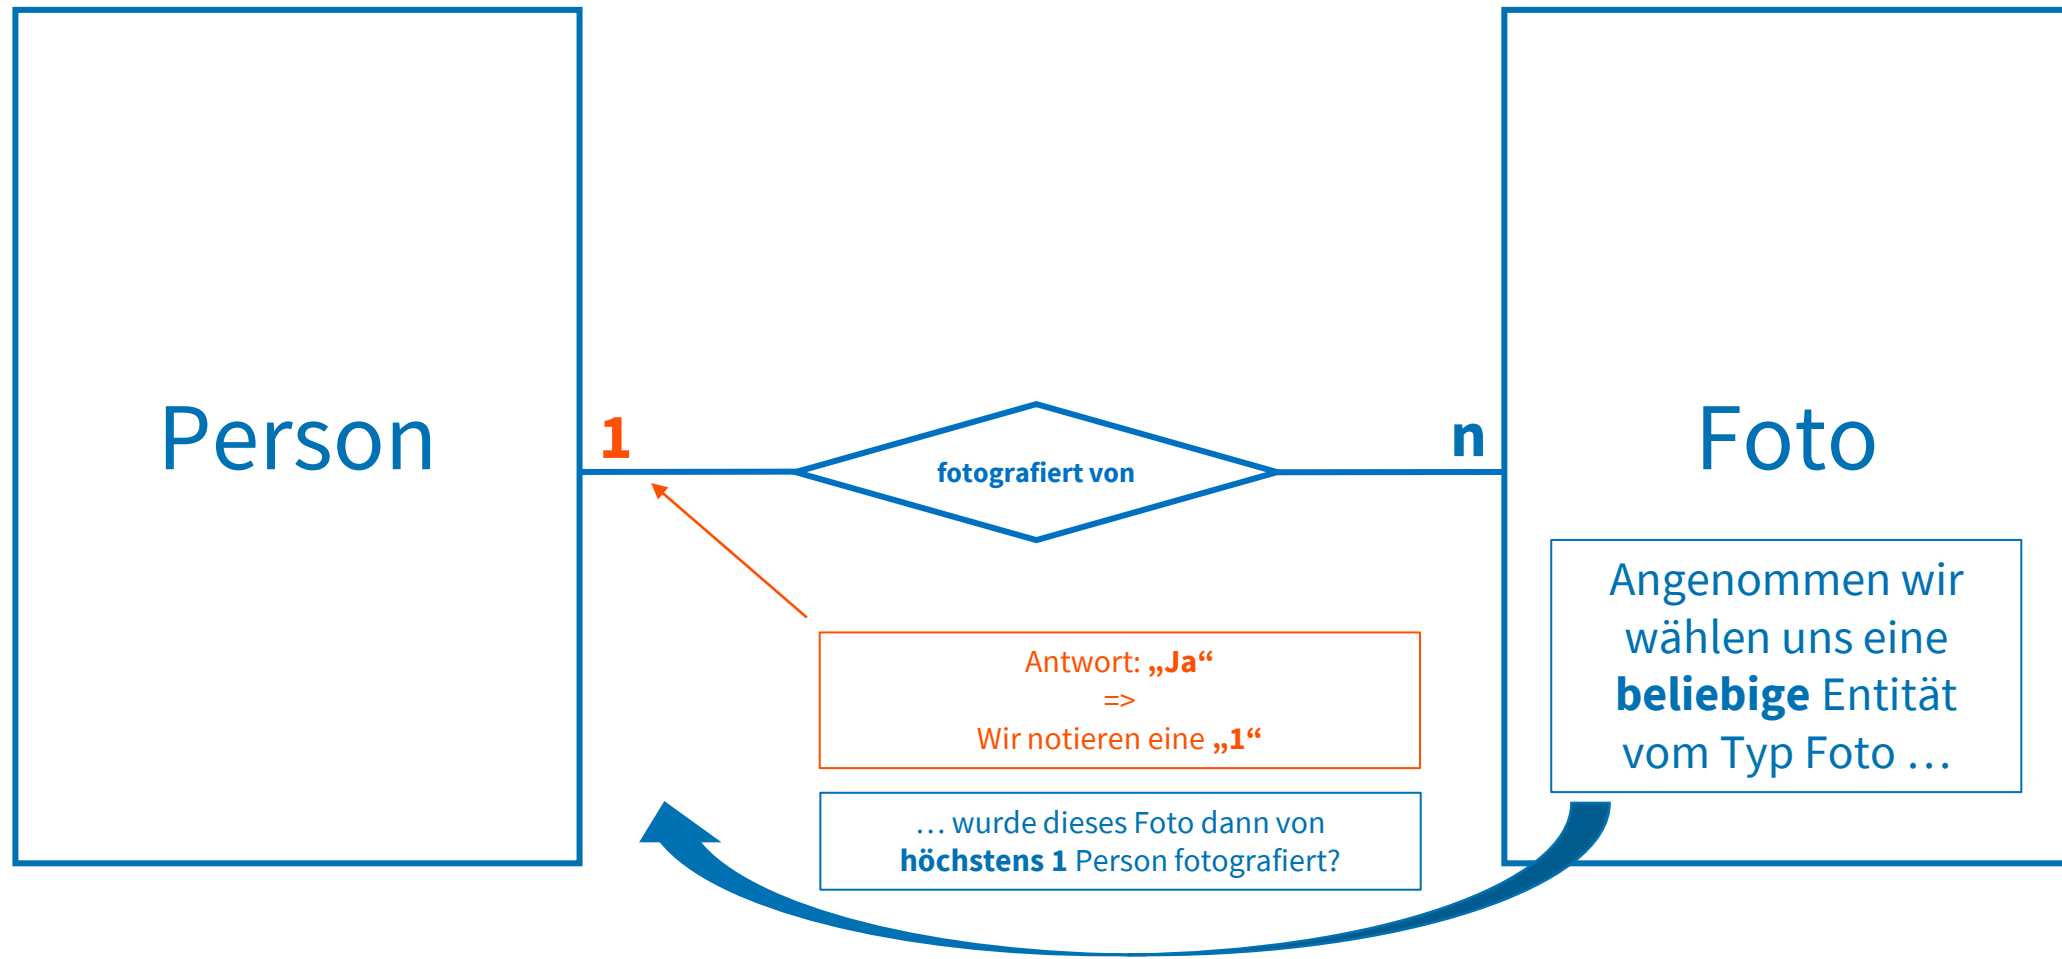 Person
1
fotografiert von
n
Foto
Angenommen wir
wählen uns eine
beliebige Entität
vom Typ Foto …
Antwort: „Ja“
=>
Wir notieren eine „1“
… wurde dieses Foto dann von
höchstens 1 Person fotografiert?